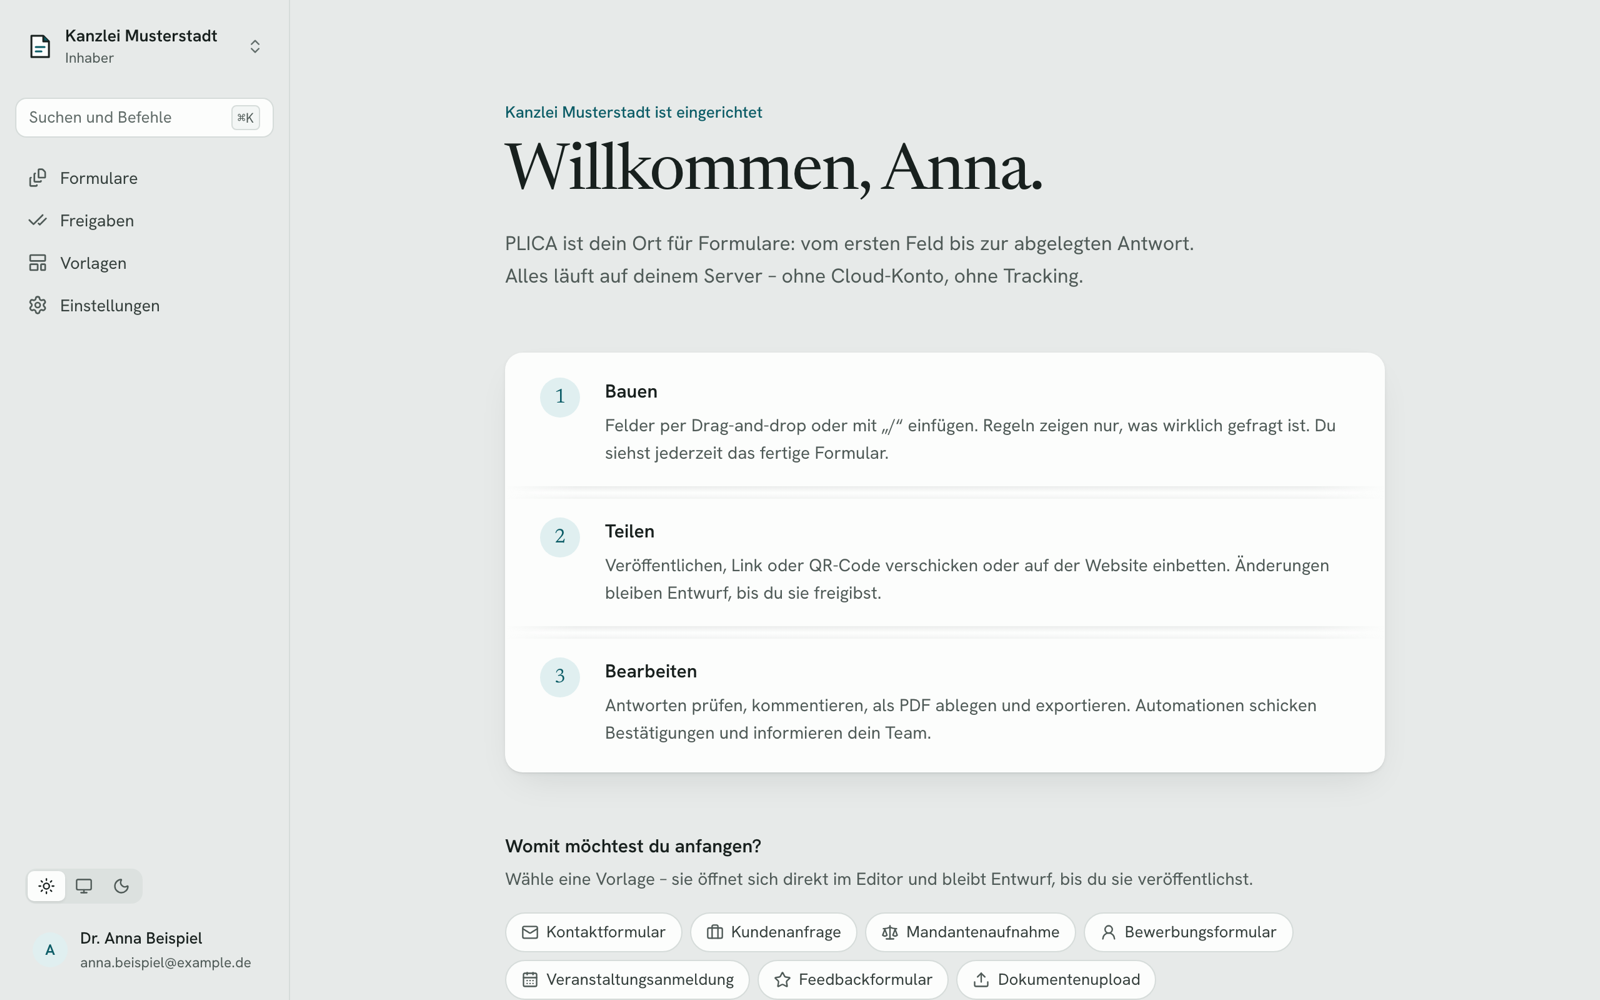 Kanzlei Musterstadt
Inhaber
Suchen und Befehle ⌘K
Formulare
Freigaben
Vorlagen
Einstellungen
A
Dr. Anna Beispiel
anna.beispiel@example.de
Kanzlei Musterstadt ist eingerichtet
Willkommen, Anna.
PLICA ist dein Ort für Formulare: vom ersten Feld bis zur abgelegten Antwort.
Alles läuft auf deinem Server – ohne Cloud-Konto, ohne Tracking.
1 Bauen
Felder per Drag-and-drop oder mit „/“ einfügen. Regeln zeigen nur, was wirklich gefragt ist. Du
siehst jederzeit das fertige Formular.
2 Teilen
Veröffentlichen, Link oder QR-Code verschicken oder auf der Website einbetten. Änderungen
bleiben Entwurf, bis du sie freigibst.
3 Bearbeiten
Antworten prüfen, kommentieren, als PDF ablegen und exportieren. Automationen schicken
Bestätigungen und informieren dein Team.
Womit möchtest du anfangen?
Wähle eine Vorlage – sie öffnet sich direkt im Editor und bleibt Entwurf, bis du sie veröffentlichst.
Kontaktformular Kundenanfrage Mandantenaufnahme Bewerbungsformular
Veranstaltungsanmeldung Feedbackformular Dokumentenupload